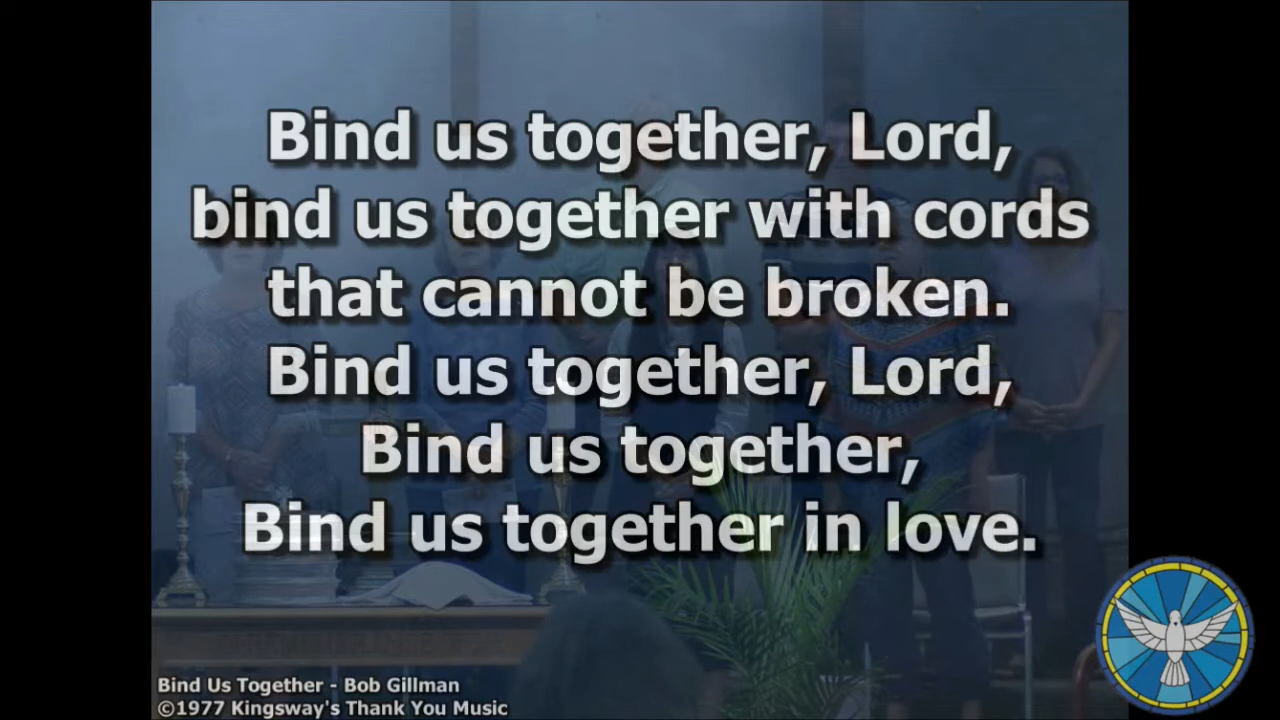 Bind us together, Lord,
bind us together with cords
that cannot be broken.
Bind us together, Lord,
Bind us together,
Bind us together in love.
Bind Us Together - Bob Gillman
©1977 Kingsway's Thank You Music